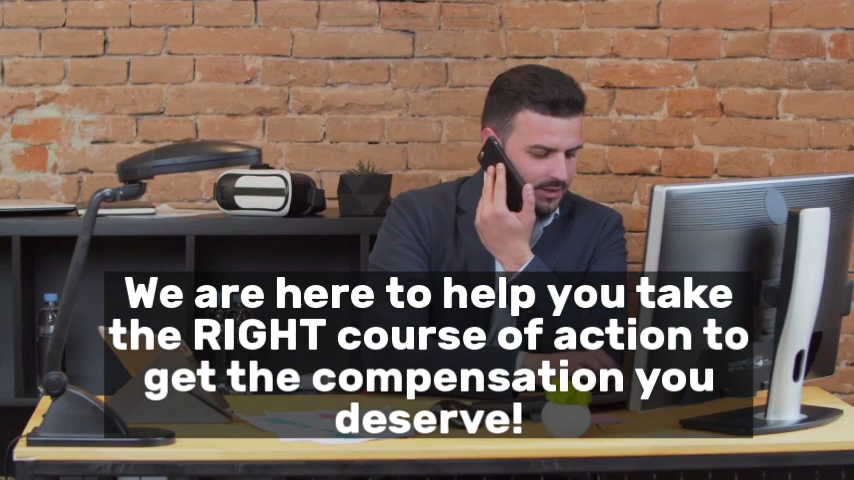 We are here to help you take
the RIGHT course of action to
get the compensation you
deserve!